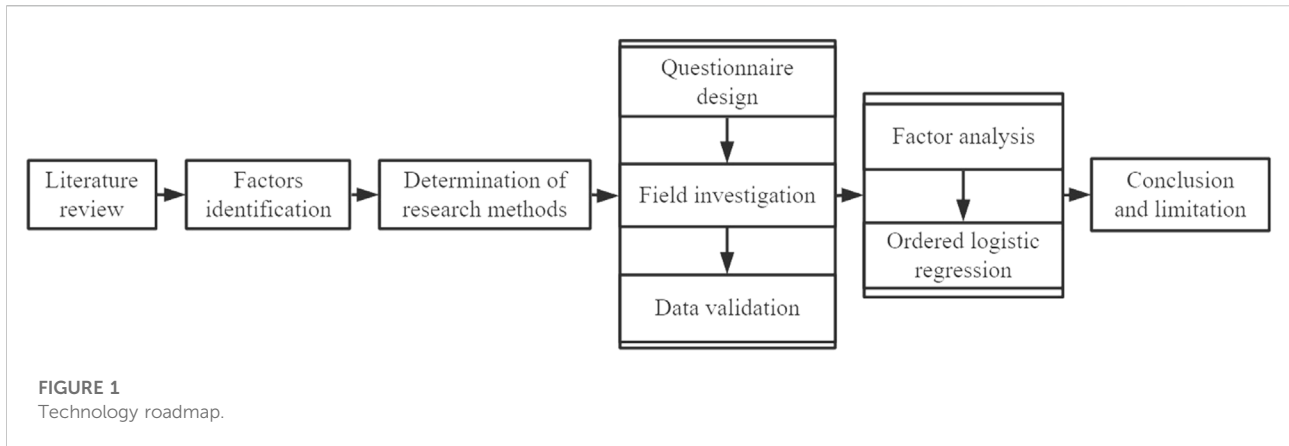 Literature
review
Factors
identification
Determination of
research methods
Questionnaire
design
Field investigation
Data validation
Factor analysis
Ordered logistic
regression
Conclusion
and limitation
FIGURE 1
Technology roadmap.